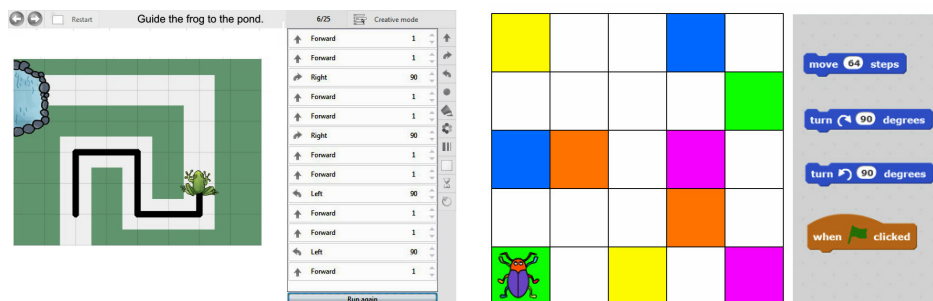 Restart
Guide the frog to the pond.
6/25
Creative mode
Forward 1
Forward 1
Right 90
Forward 1
Forward 1
Right 90
Forward 1
Forward 1
Left 90
Forward 1
Forward 1
Left 90
Forward 1
Run again
move 64 steps
turn 90 degrees
turn 90 degrees
when clicked